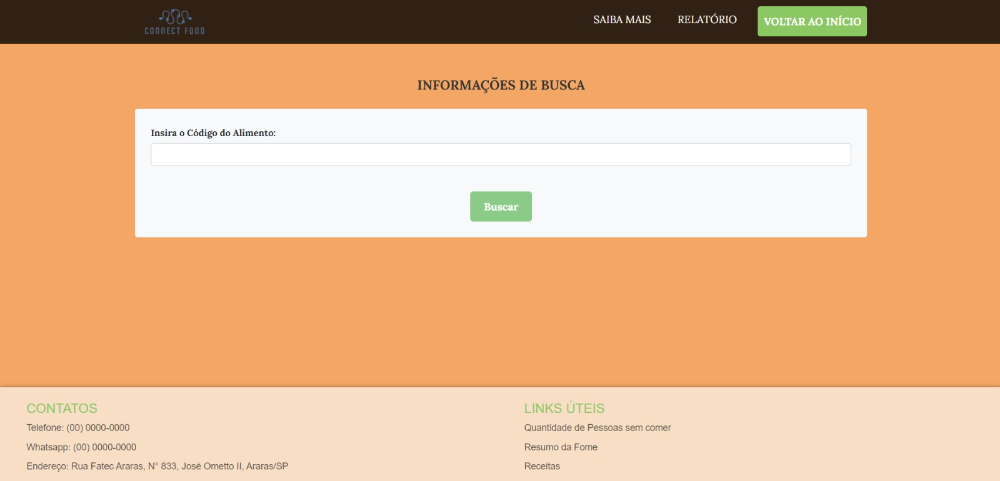 CONNECT FOOD
SAIBA MAIS
RELATÓRIO
VOLTAR AO INÍCIO
INFORMAÇÕES DE BUSCA
Insira o Código do Alimento:
Buscar
CONTATOS
Telefone: (00) 0000-0000
Whatsapp: (00) 0000-0000
Endereço: Rua Fatec Araras, N° 833, José Ometto II, Araras/SP
LINKS ÚTEIS
Quantidade de Pessoas sem comer
Resumo da Fome
Receitas